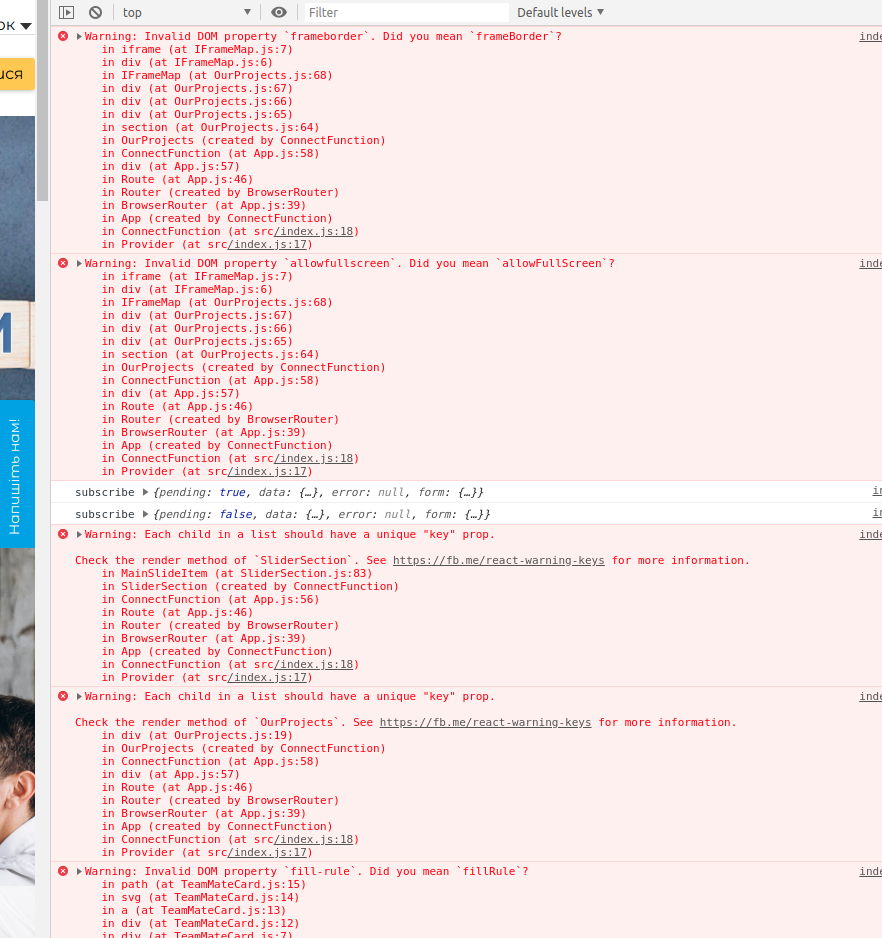 top
Filter
Default levels
ок
ися
Напишіть нам!
Warning: Invalid DOM property `frameborder`. Did you mean `frameBorder`?
in iframe (at IFrameMap.js:7)
in div (at IFrameMap.js:6)
in IFrameMap (at OurProjects.js:68)
in div (at OurProjects.js:67)
in div (at OurProjects.js:66)
in div (at OurProjects.js:65)
in section (at OurProjects.js:64)
in OurProjects (created by ConnectFunction)
in ConnectFunction (at App.js:58)
in div (at App.js:57)
in Route (at App.js:46)
in Router (created by BrowserRouter)
in BrowserRouter (at App.js:39)
in App (created by ConnectFunction)
in ConnectFunction (at src/index.js:18)
in Provider (at src/index.js:17)
Warning: Invalid DOM property `allowfullscreen`. Did you mean `allowFullScreen`?
in iframe (at IFrameMap.js:7)
in div (at IFrameMap.js:6)
in IFrameMap (at OurProjects.js:68)
in div (at OurProjects.js:67)
in div (at OurProjects.js:66)
in div (at OurProjects.js:65)
in section (at OurProjects.js:64)
in OurProjects (created by ConnectFunction)
in ConnectFunction (at App.js:58)
in div (at App.js:57)
in Route (at App.js:46)
in Router (created by BrowserRouter)
in BrowserRouter (at App.js:39)
in App (created by ConnectFunction)
in ConnectFunction (at src/index.js:18)
in Provider (at src/index.js:17)
subscribe {pending: true, data: {…}, error: null, form: {…}}
subscribe {pending: false, data: {…}, error: null, form: {…}}
Warning: Each child in a list should have a unique "key" prop.
Check the render method of `SliderSection`. See https://fb.me/react-warning-keys for more information.
in MainSlideItem (at SliderSection.js:83)
in SliderSection (created by ConnectFunction)
in ConnectFunction (at App.js:56)
in Route (at App.js:46)
in Router (created by BrowserRouter)
in BrowserRouter (at App.js:39)
in App (created by ConnectFunction)
in ConnectFunction (at src/index.js:18)
in Provider (at src/index.js:17)
Warning: Each child in a list should have a unique "key" prop.
Check the render method of `OurProjects`. See https://fb.me/react-warning-keys for more information.
in div (at OurProjects.js:19)
in OurProjects (created by ConnectFunction)
in ConnectFunction (at App.js:58)
in div (at App.js:57)
in Route (at App.js:46)
in Router (created by BrowserRouter)
in BrowserRouter (at App.js:39)
in App (created by ConnectFunction)
in ConnectFunction (at src/index.js:18)
in Provider (at src/index.js:17)
Warning: Invalid DOM property `fill-rule`. Did you mean `fillRule`?
in path (at TeamMateCard.js:15)
in svg (at TeamMateCard.js:14)
in a (at TeamMateCard.js:13)
in div (at TeamMateCard.js:12)
in div (at TeamMateCard.js:7)